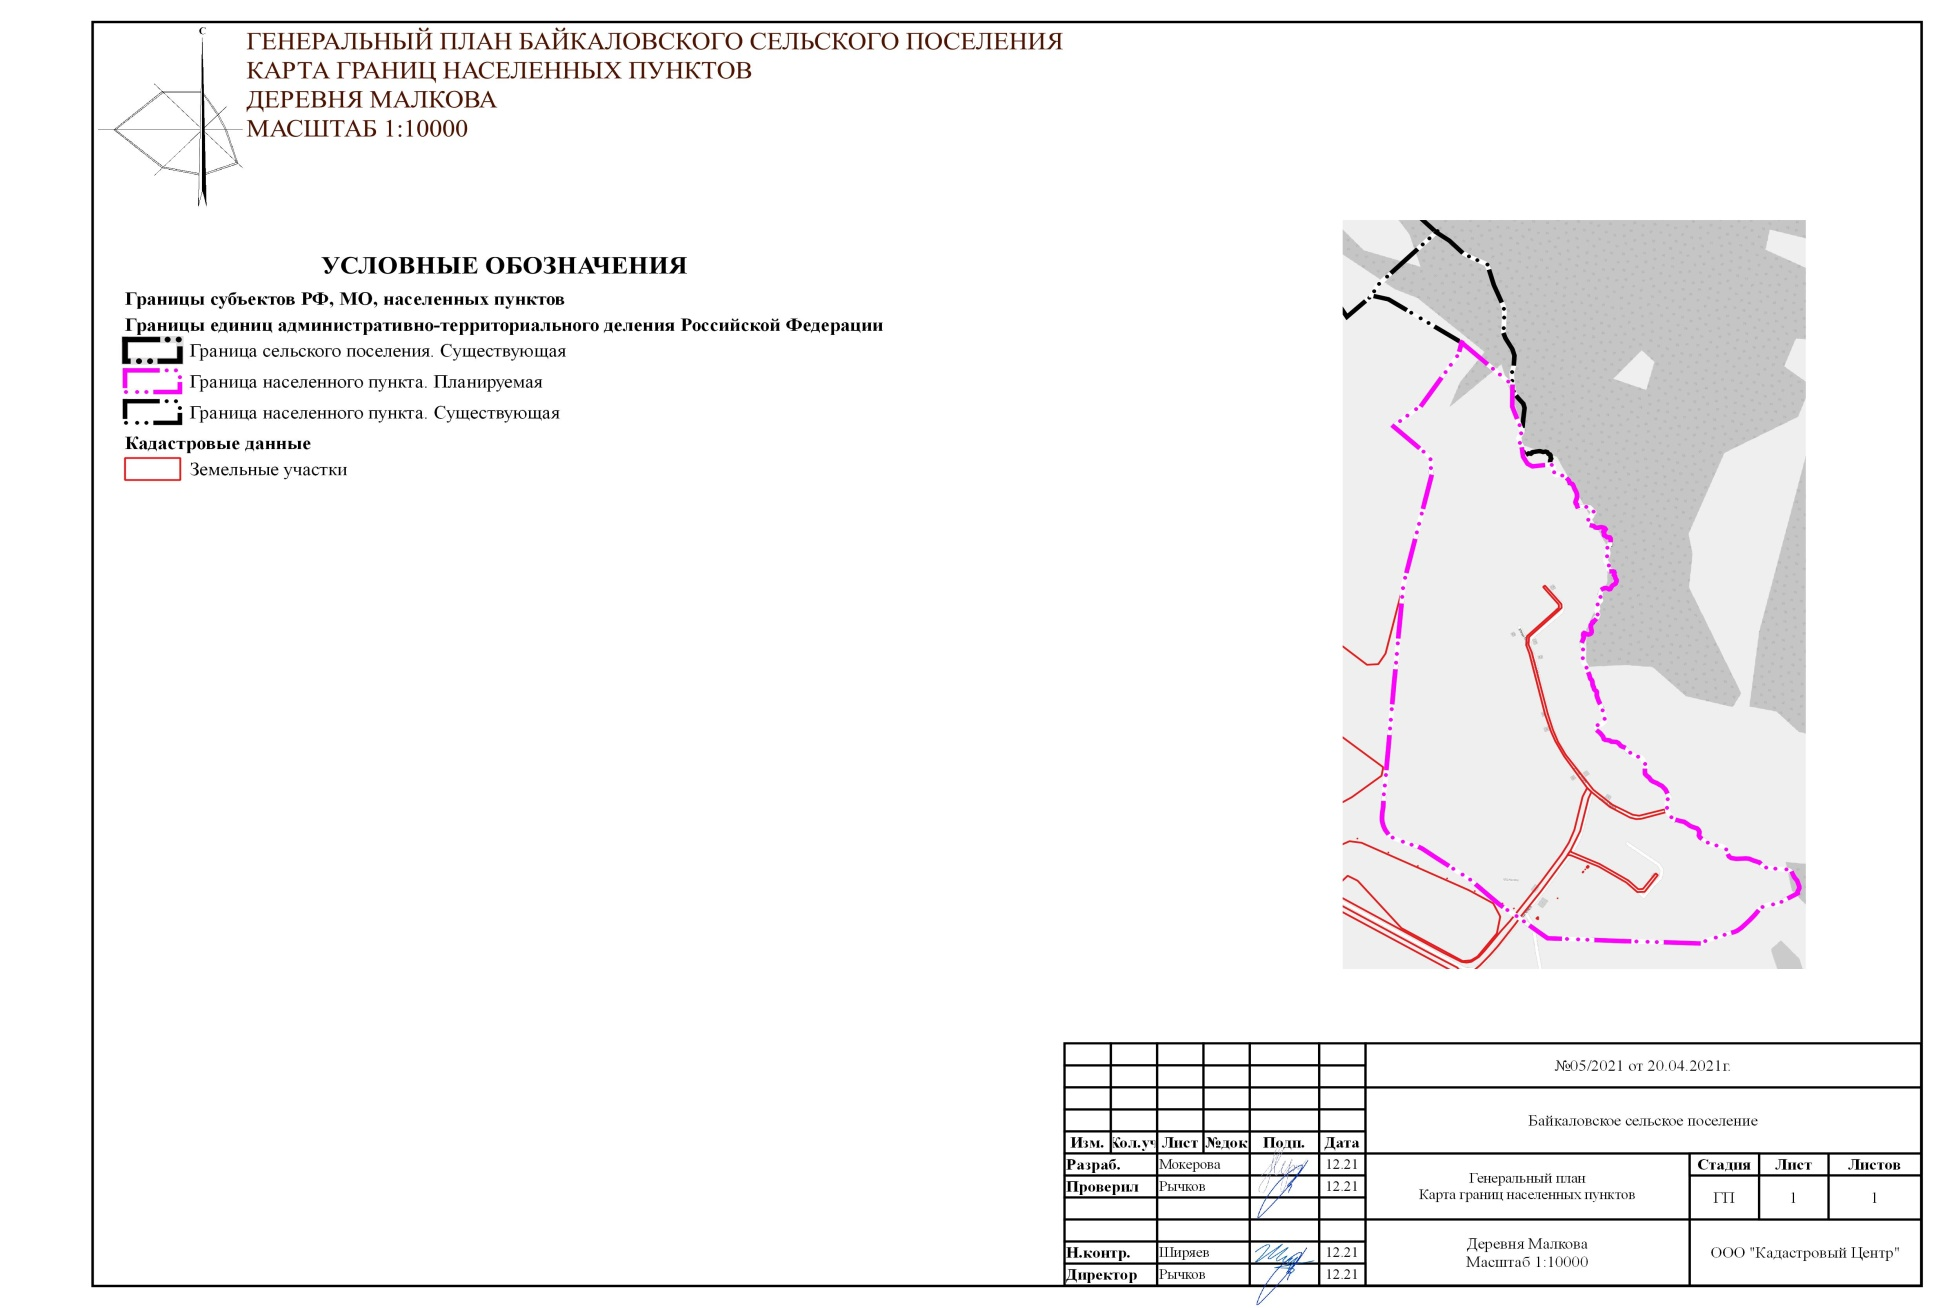 С
ГЕНЕРАЛЬНЫЙ ПЛАН БАЙКАЛОВСКОГО СЕЛЬСКОГО ПОСЕЛЕНИЯ
КАРТА ГРАНИЦ НАСЕЛЕННЫХ ПУНКТОВ
ДЕРЕВНЯ МАЛКОВА
МАСШТАБ 1:10000
УСЛОВНЫЕ ОБОЗНАЧЕНИЯ
Границы субъектов РФ, МО, населенных пунктов
Границы единиц административно-территориального деления Российской Федерации
Граница сельского поселения. Существующая
Граница населенного пункта. Планируемая
Граница населенного пункта. Существующая
Кадастровые данные
Земельные участки
№05/2021 от 20.04.2021г.
Байкаловское сельское поселение
Изм. Кол.уч Лист №док Подп. Дата
Разраб. Мокерова 12.21
Проверил Рычков 12.21
Генеральный план
Карта границ населенных пунктов
Стадия Лист Листов
ГП 1 1
Н.контр. Ширяев 12.21
Директор Рычков 12.21
Деревня Малкова
Масштаб 1:10000
ООО "Кадастровый Центр"